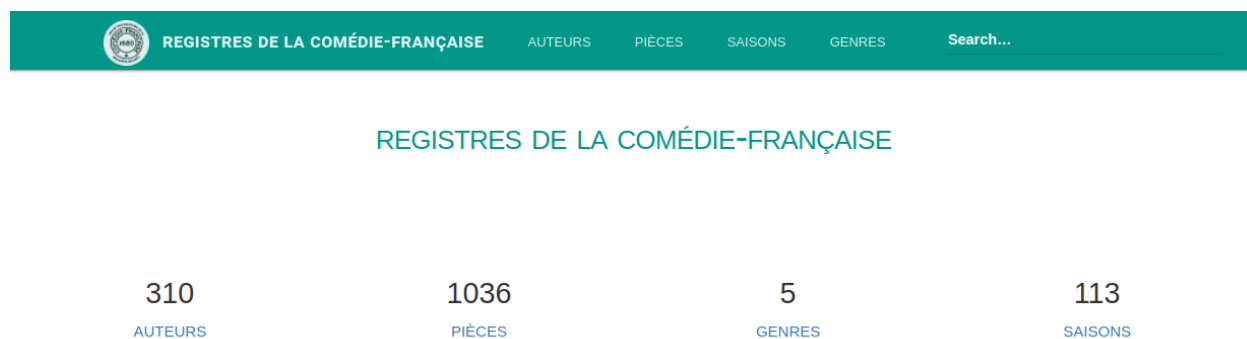 1680
REGISTRES DE LA COMÉDIE-FRANÇAISE AUTEURS PIÈCES SAISONS GENRES Search...
REGISTRES DE LA COMÉDIE-FRANÇAISE
310 1036 5 113
AUTEURS PIÈCES GENRES SAISONS